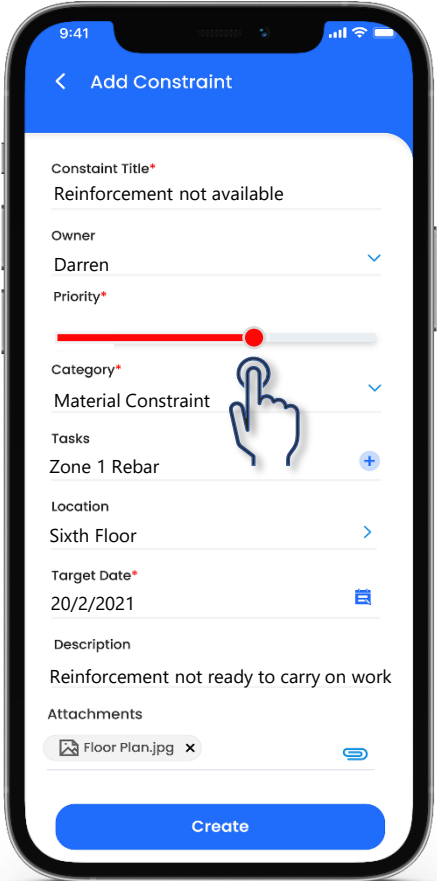 9:41
Add Constraint
Constaint Title*
Reinforcement not available
Owner
Darren
Priority*
Category*
Material Constraint
Tasks
Zone 1 Rebar
Location
Sixth Floor
Target Date*
20/2/2021
Description
Reinforcement not ready to carry on work
Attachments
Floor Plan.jpg
Create